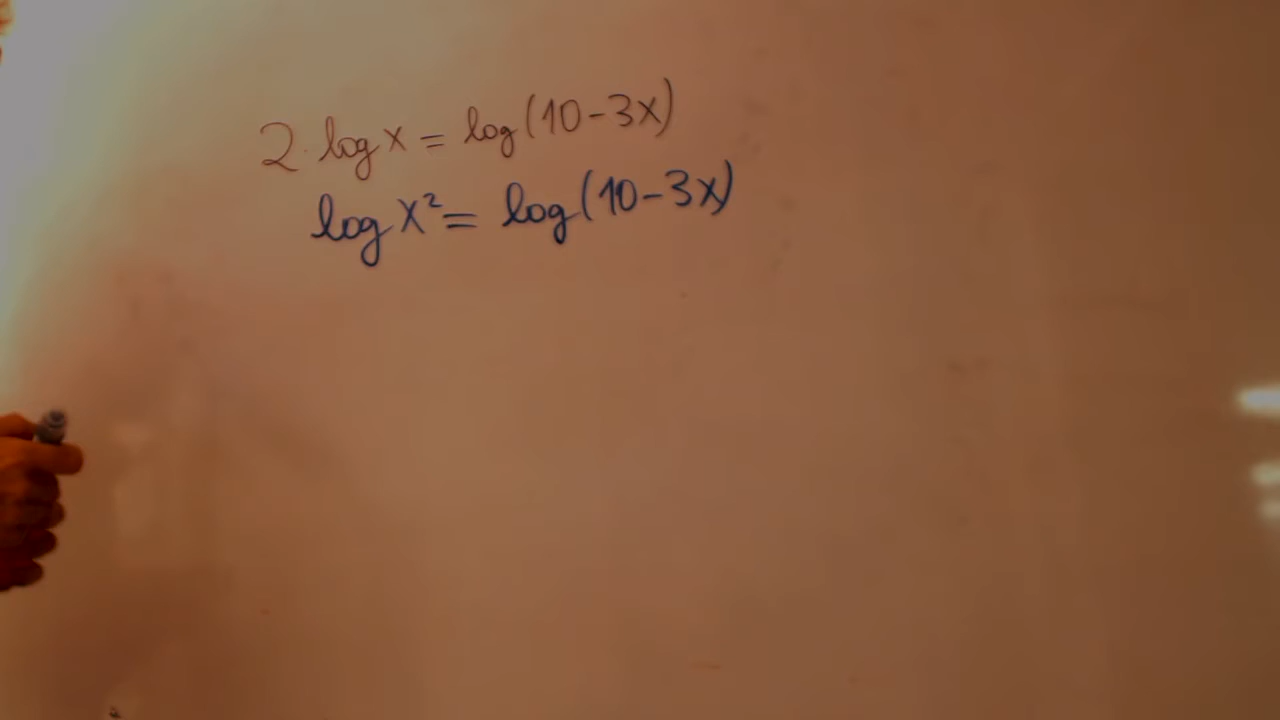 2·log x = log(10-3x)
log x² = log(10-3x)